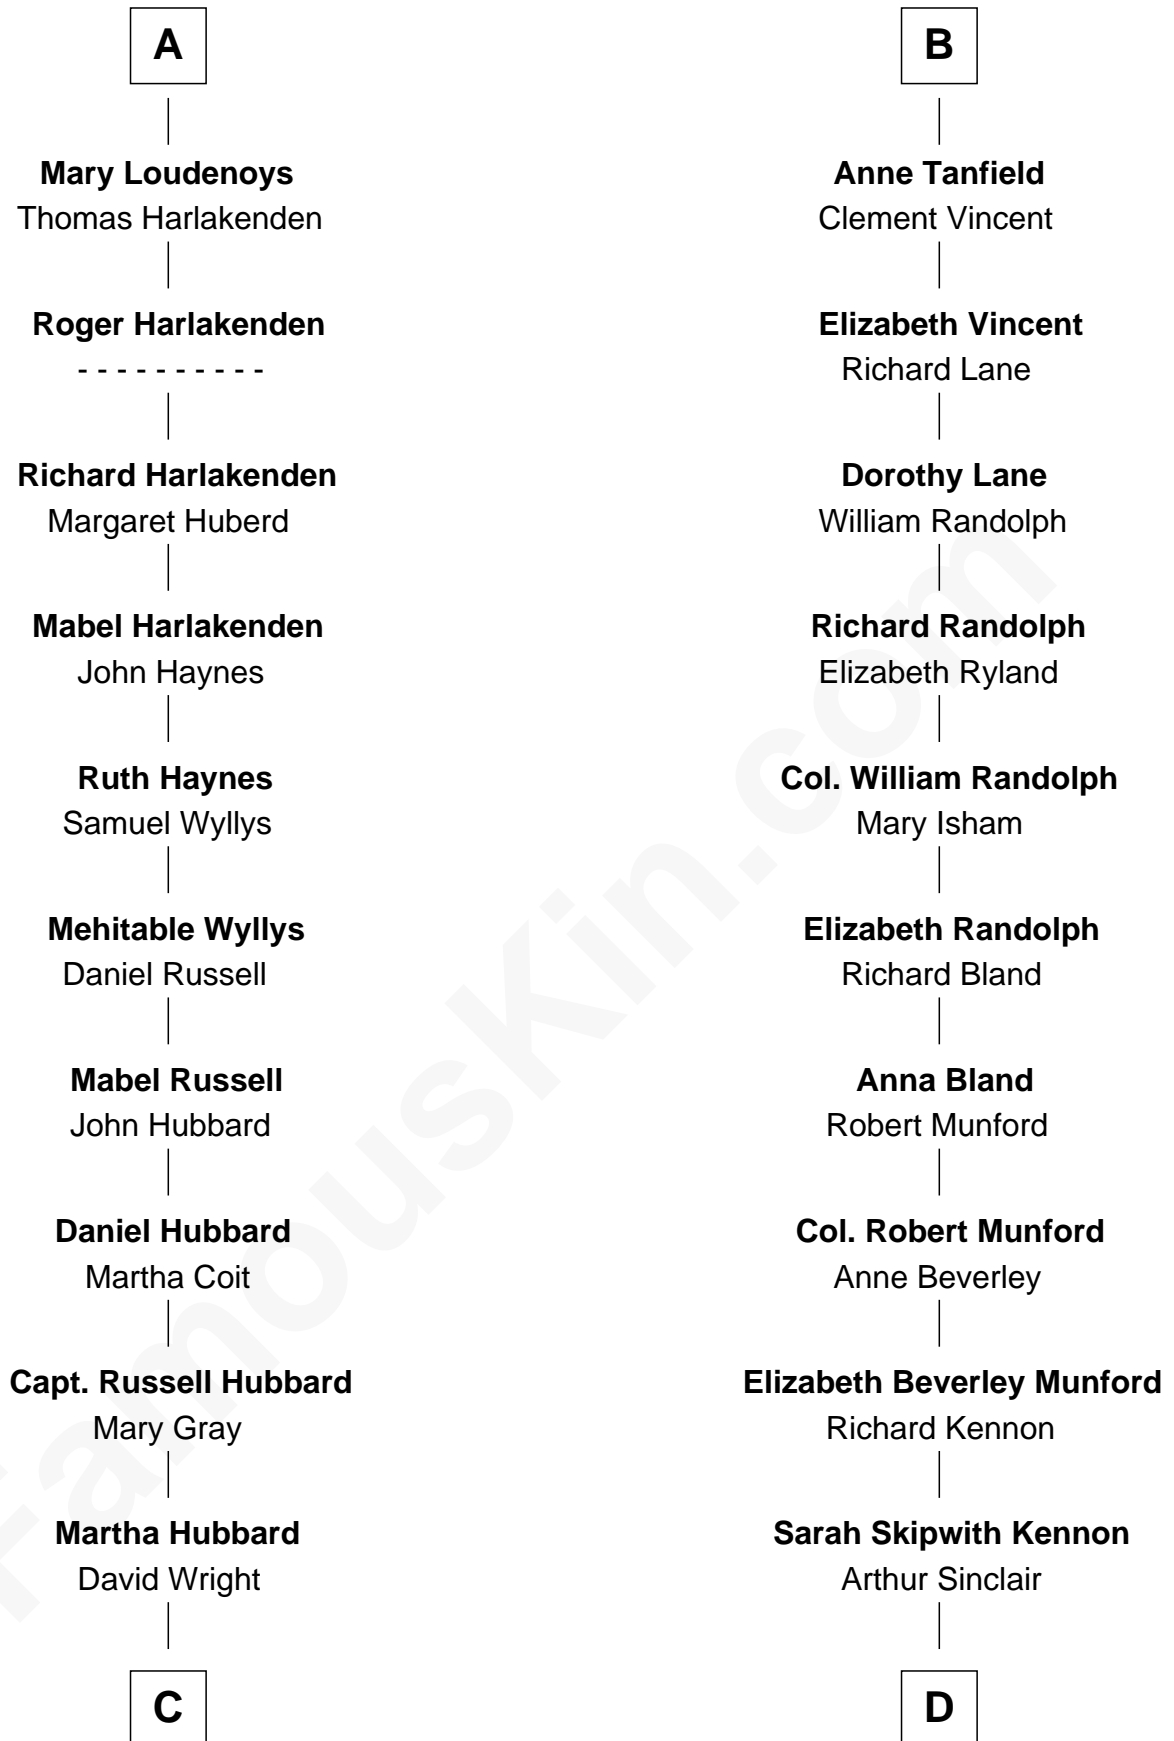 A
Mary Loudenoys
Thomas Harlakenden
Roger Harlakenden
- - - - - - - - - -
Richard Harlakenden
Margaret Huberd
Mabel Harlakenden
John Haynes
Ruth Haynes
Samuel Wyllys
Mehitable Wyllys
Daniel Russell
Mabel Russell
John Hubbard
Daniel Hubbard
Martha Coit
Capt. Russell Hubbard
Mary Gray
Martha Hubbard
David Wright
C
B
Anne Tanfield
Clement Vincent
Elizabeth Vincent
Richard Lane
Dorothy Lane
William Randolph
Richard Randolph
Elizabeth Ryland
Col. William Randolph
Mary Isham
Elizabeth Randolph
Richard Bland
Anna Bland
Robert Munford
Col. Robert Munford
Anne Beverley
Elizabeth Beverley Munford
Richard Kennon
Sarah Skipwith Kennon
Arthur Sinclair
D
FamousKin.com